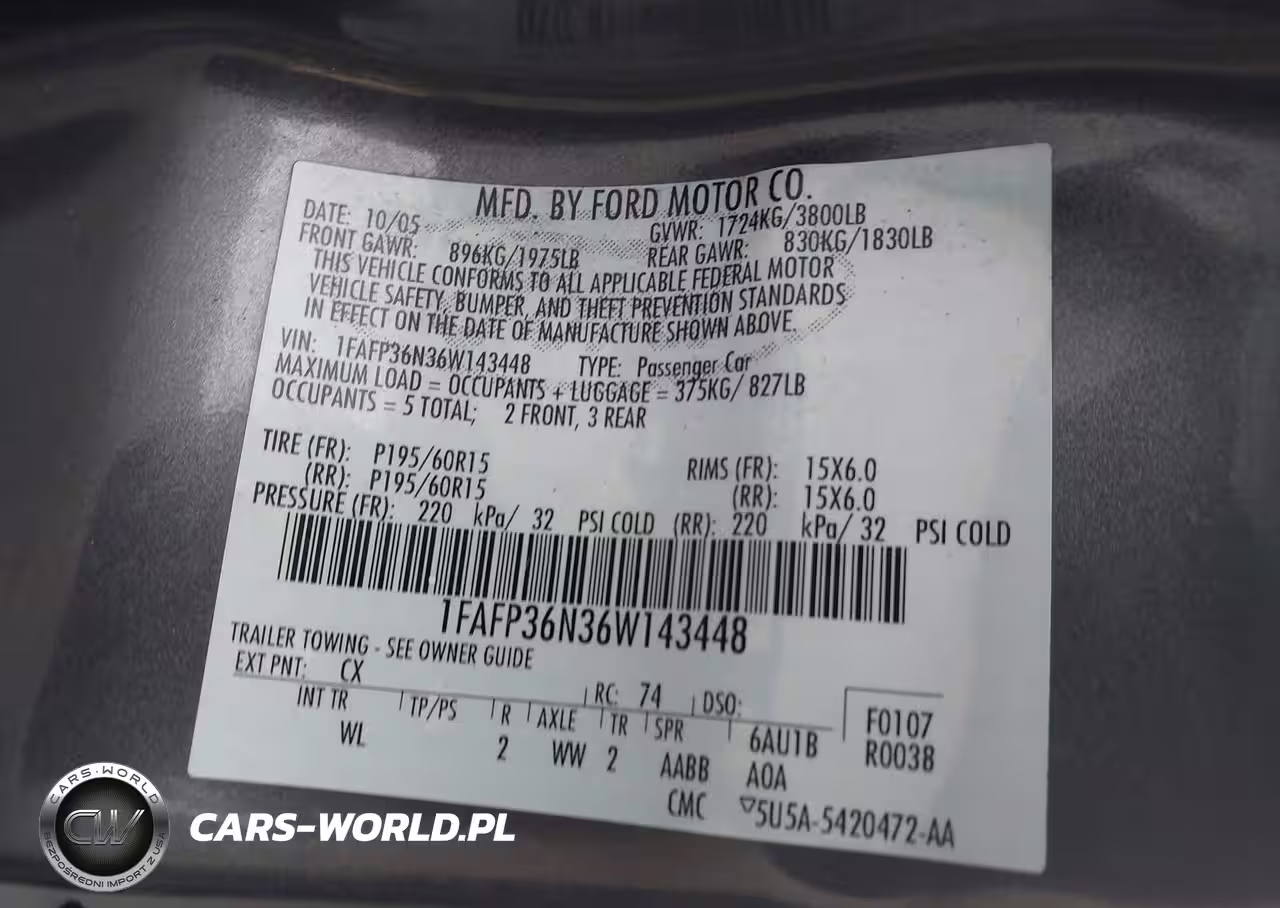 MFD. BY FORD MOTOR CO.
DATE: 10/05 GVWR: 1724KG/3800LB
FRONT GAWR: 896KG/1975LB REAR GAWR: 830KG/1830LB
THIS VEHICLE CONFORMS TO ALL APPLICABLE FEDERAL MOTOR
VEHICLE SAFETY, BUMPER, AND THEFT PREVENTION STANDARDS
IN EFFECT ON THE DATE OF MANUFACTURE SHOWN ABOVE.
VIN: 1FAFP36N36W143448 TYPE: Passenger Car
MAXIMUM LOAD = OCCUPANTS + LUGGAGE = 375KG/ 827LB
OCCUPANTS = 5 TOTAL; 2 FRONT, 3 REAR
TIRE (FR): P195/60R15 RIMS (FR): 15X6.0
(RR): P195/60R15 (RR): 15X6.0
PRESSURE (FR): 220 kPa/ 32 PSI COLD (RR): 220 kPa/ 32 PSI COLD
1FAFP36N36W143448
TRAILER TOWING - SEE OWNER GUIDE
EXT PNT: CX RC: 74 DSO:
INT TR TP/PS R AXLE TR SPR 6AU1B F0107
WL 2 WW 2 AABB A0A R0038
CMC ▽5U5A-5420472-AA
CARS-WORLD
CW
BEZPOŚREDNI IMPORT Z USA
CARS-WORLD.PL